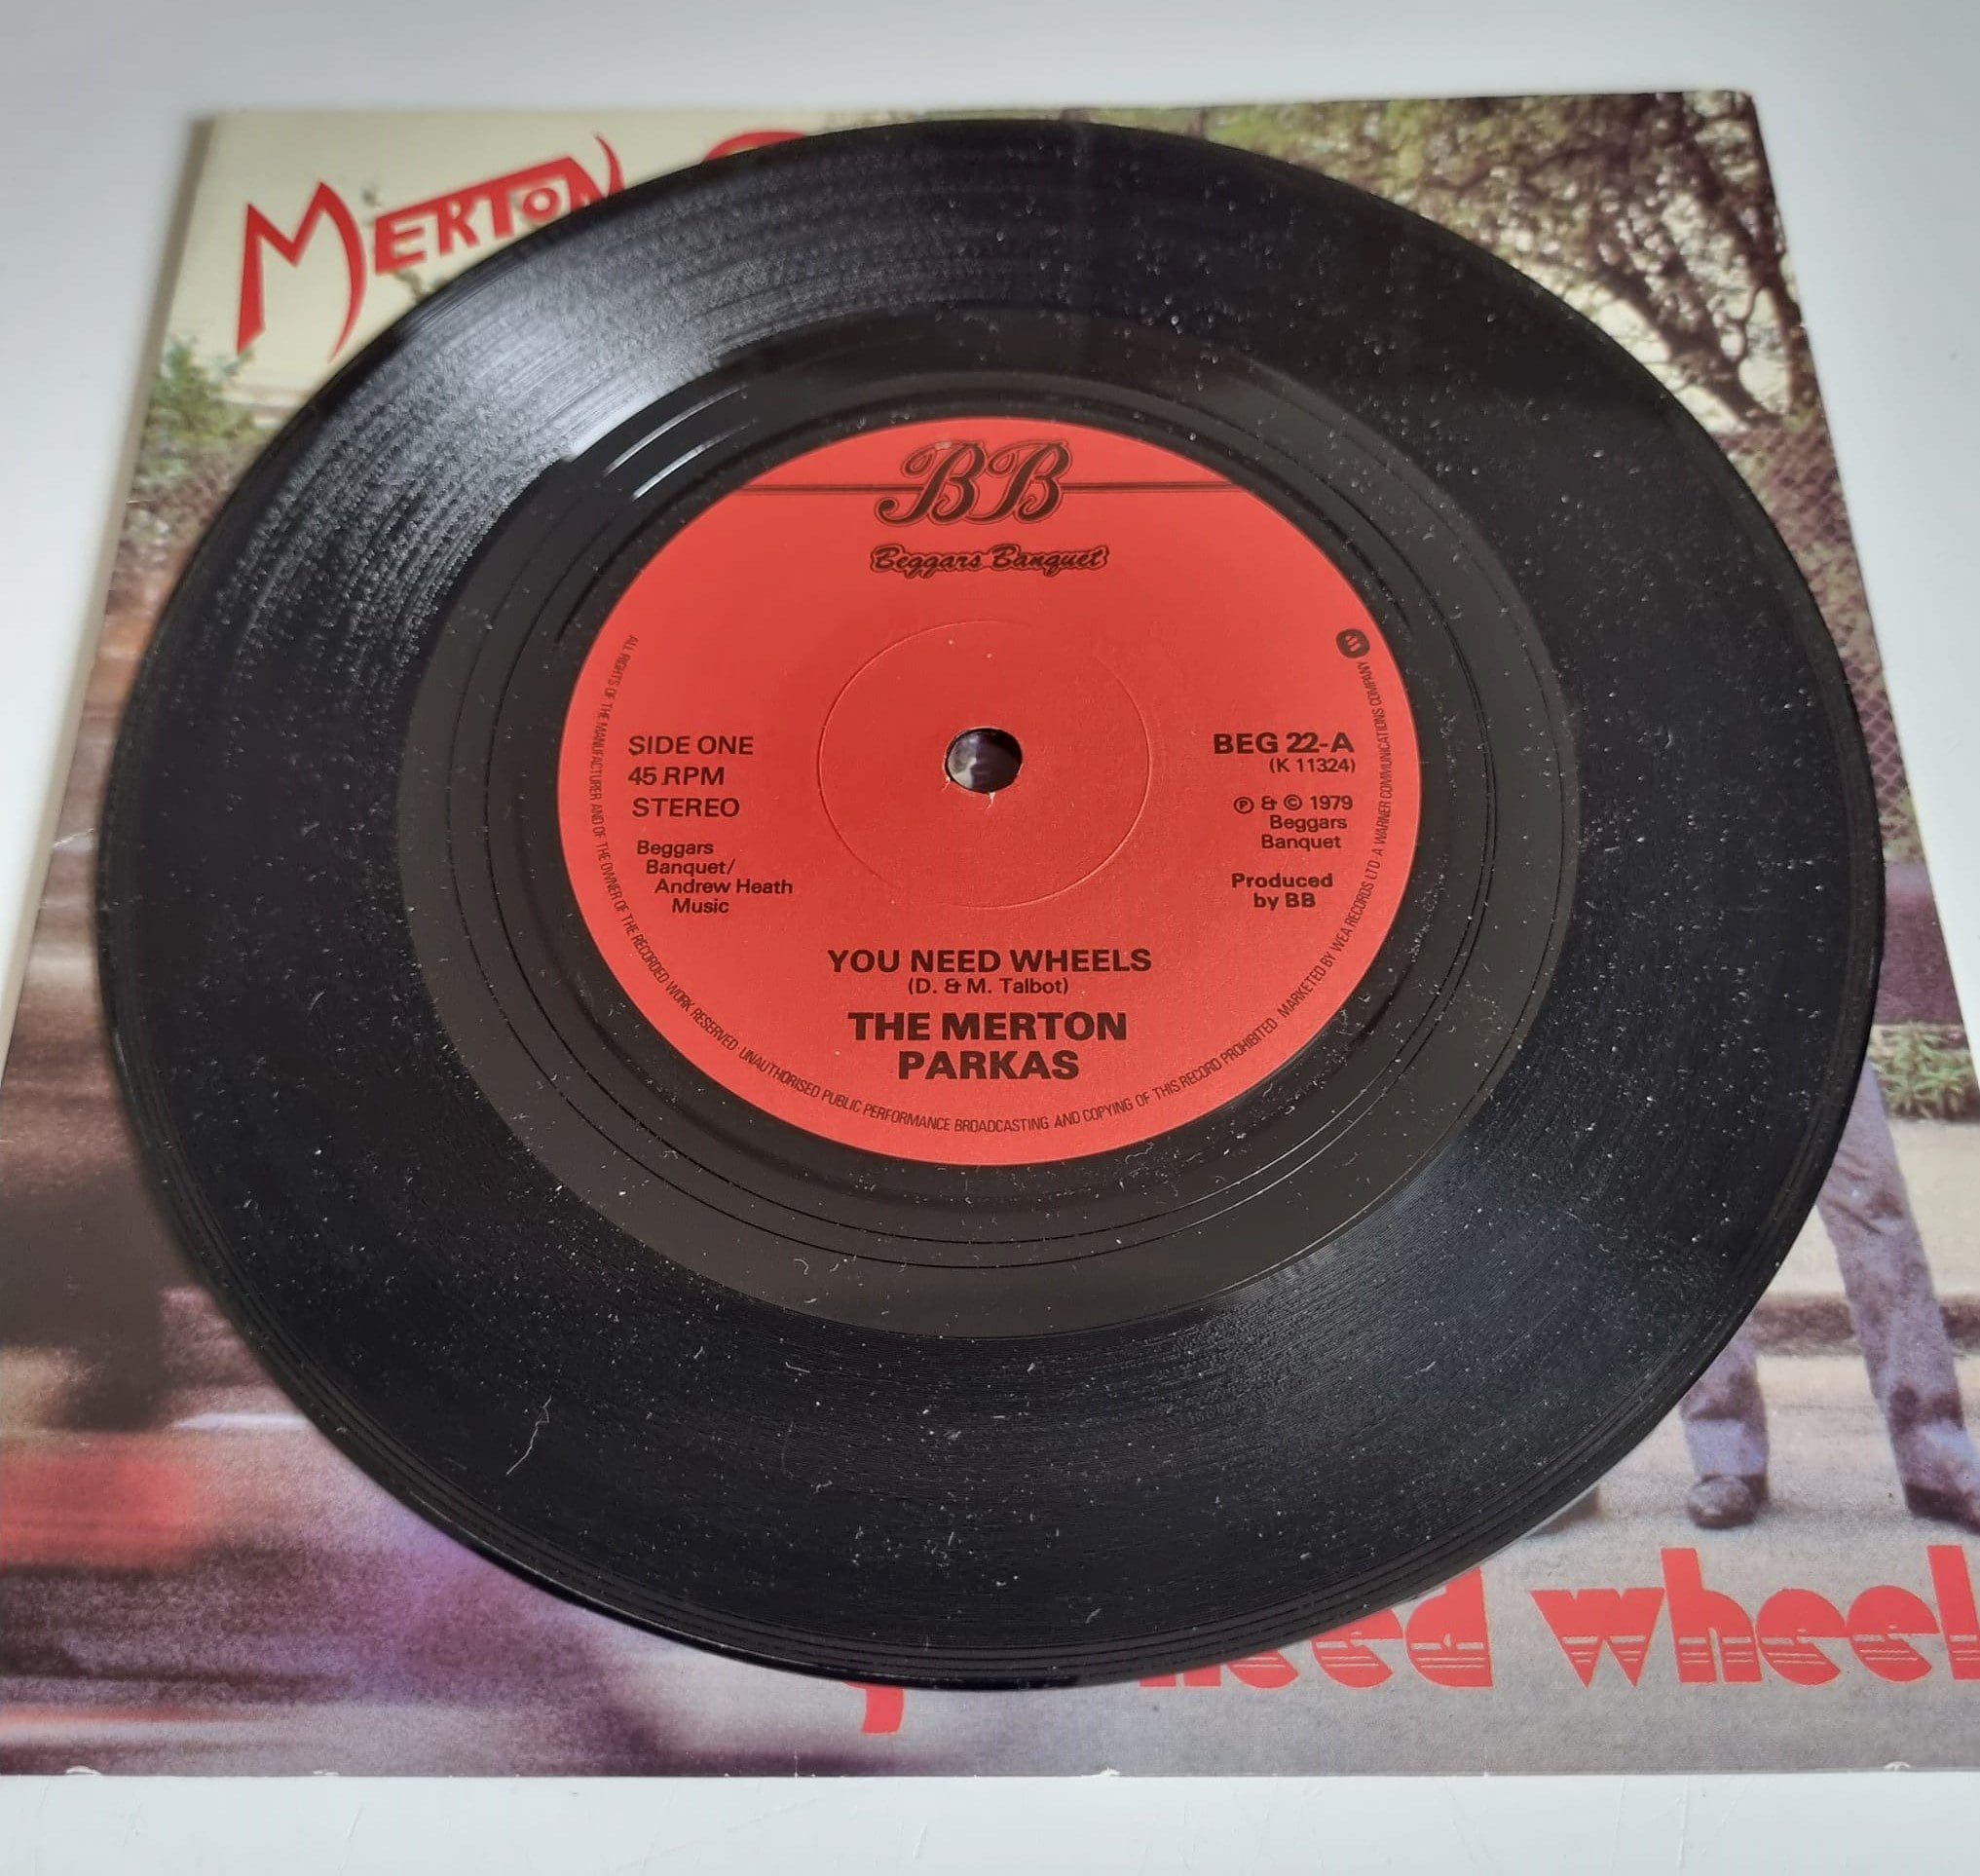 MERTON
BB
Beggars Banquet
SIDE ONE
45 RPM
STEREO
Beggars
Banquet/
Andrew Heath
Music
BEG 22-A
(K 11324)
Ⓟ & © 1979
Beggars
Banquet
Produced
by BB
YOU NEED WHEELS
(D. & M. Talbot)
THE MERTON
PARKAS
ALL RIGHTS OF THE MANUFACTURER AND OF THE OWNER OF THE RECORDED WORK RESERVED · UNAUTHORISED PUBLIC PERFORMANCE BROADCASTING AND COPYING OF THIS RECORD PROHIBITED · MARKETED BY WEA RECORDS LTD · A WARNER COMMUNICATIONS COMPANY
need wheel